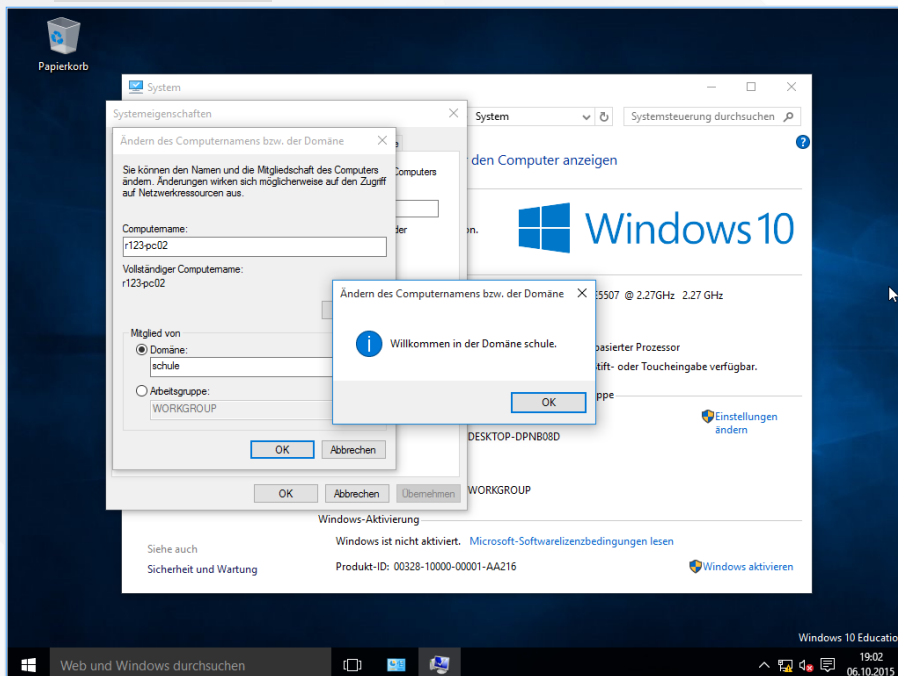 Papierkorb
System
System
Systemsteuerung durchsuchen
Systemeigenschaften
den Computer anzeigen
Computers
der
Ändern des Computernamens bzw. der Domäne
Sie können den Namen und die Mitgliedschaft des Computers
ändern. Änderungen wirken sich möglicherweise auf den Zugriff
auf Netzwerkressourcen aus.
Computername:
r123-pc02
Vollständiger Computername:
r123-pc02
Mitglied von
Domäne:
schule
Arbeitsgruppe:
WORKGROUP
OK
Abbrechen
OK
Abbrechen
Übernehmen
Ändern des Computernamens bzw. der Domäne
Willkommen in der Domäne schule.
OK
on.
Windows 10
E5507 @ 2.27GHz 2.27 GHz
basierter Prozessor
Stift- oder Toucheingabe verfügbar.
ppe
Einstellungen
ändern
DESKTOP-DPNB08D
WORKGROUP
Windows-Aktivierung
Windows ist nicht aktiviert. Microsoft-Softwarelizenzbedingungen lesen
Produkt-ID: 00328-10000-00001-AA216
Windows aktivieren
Siehe auch
Sicherheit und Wartung
Windows 10 Educatio
Web und Windows durchsuchen
19:02
06.10.2015